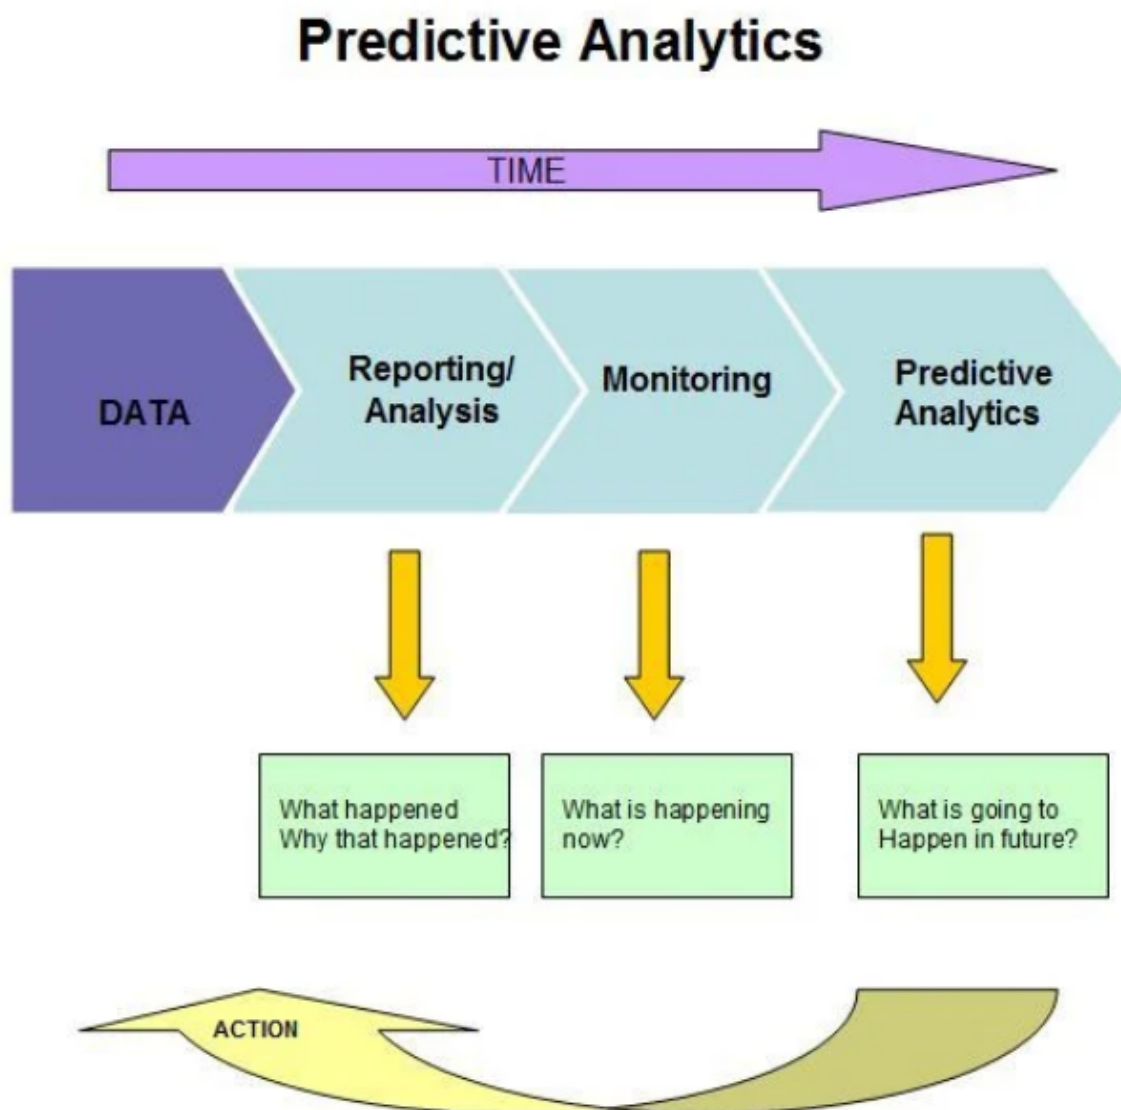 Predictive Analytics
TIME
DATA
Reporting/
Analysis
Monitoring
Predictive
Analytics
What happened
Why that happened?
What is happening
now?
What is going to
Happen in future?
ACTION